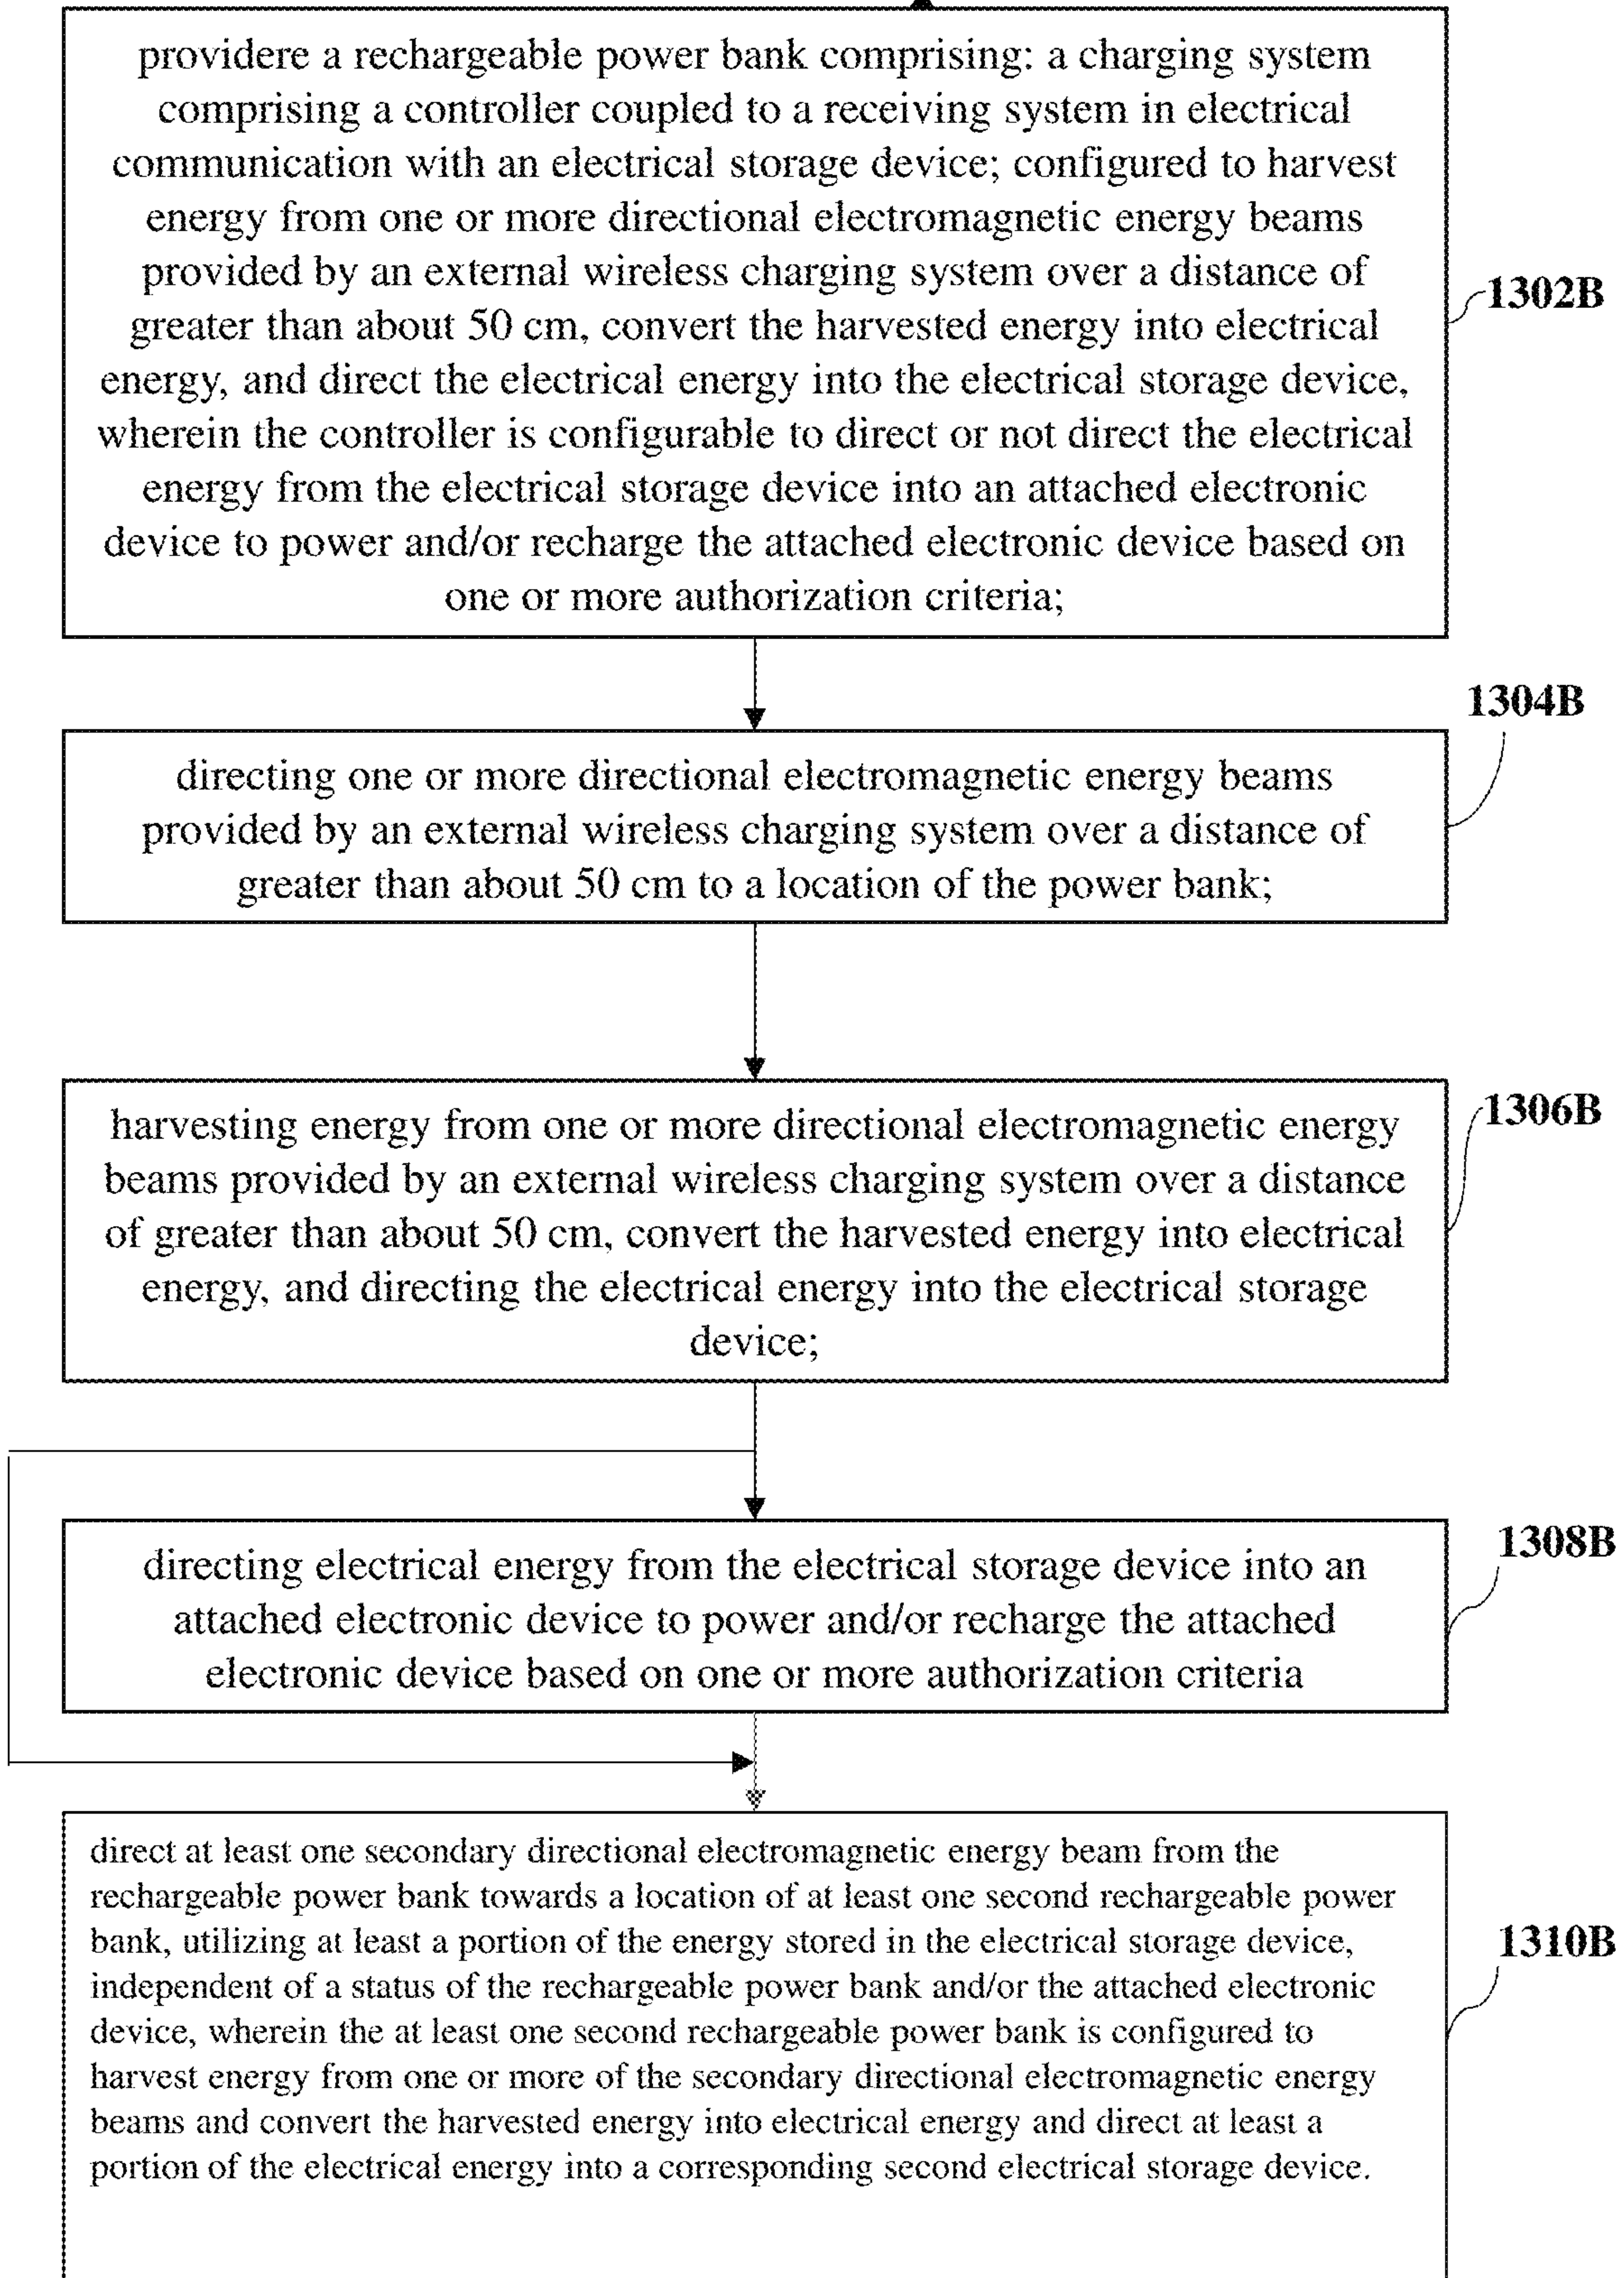 providere a rechargeable power bank comprising: a charging system
comprising a controller coupled to a receiving system in electrical
communication with an electrical storage device; configured to harvest
energy from one or more directional electromagnetic energy beams
provided by an external wireless charging system over a distance of
greater than about 50 cm, convert the harvested energy into electrical
energy, and direct the electrical energy into the electrical storage device,
wherein the controller is configurable to direct or not direct the electrical
energy from the electrical storage device into an attached electronic
device to power and/or recharge the attached electronic device based on
one or more authorization criteria;
1302B
1304B
directing one or more directional electromagnetic energy beams
provided by an external wireless charging system over a distance of
greater than about 50 cm to a location of the power bank;
1306B
harvesting energy from one or more directional electromagnetic energy
beams provided by an external wireless charging system over a distance
of greater than about 50 cm, convert the harvested energy into electrical
energy, and directing the electrical energy into the electrical storage
device;
1308B
directing electrical energy from the electrical storage device into an
attached electronic device to power and/or recharge the attached
electronic device based on one or more authorization criteria
direct at least one secondary directional electromagnetic energy beam from the
rechargeable power bank towards a location of at least one second rechargeable power
bank, utilizing at least a portion of the energy stored in the electrical storage device,
independent of a status of the rechargeable power bank and/or the attached electronic
device, wherein the at least one second rechargeable power bank is configured to
harvest energy from one or more of the secondary directional electromagnetic energy
beams and convert the harvested energy into electrical energy and direct at least a
portion of the electrical energy into a corresponding second electrical storage device.
1310B